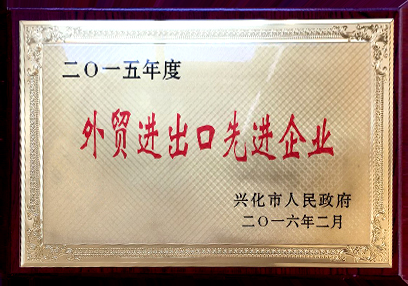 二〇一五年度
外贸进出口先进企业
兴化市人民政府
二〇一六年二月